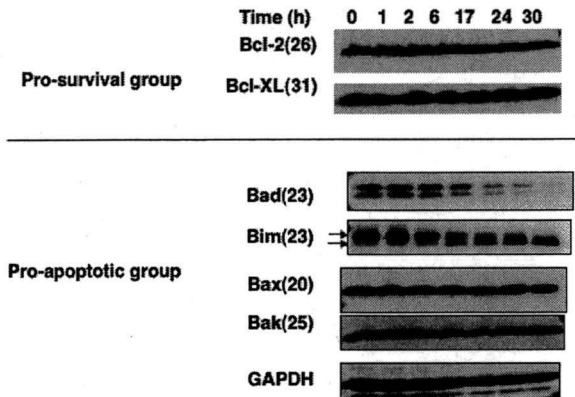 Time (h) 0 1 2 6 17 24 30
Bcl-2(26)
Pro-survival group
Bcl-XL(31)
Bad(23)
Bim(23)
Pro-apoptotic group
Bax(20)
Bak(25)
GAPDH